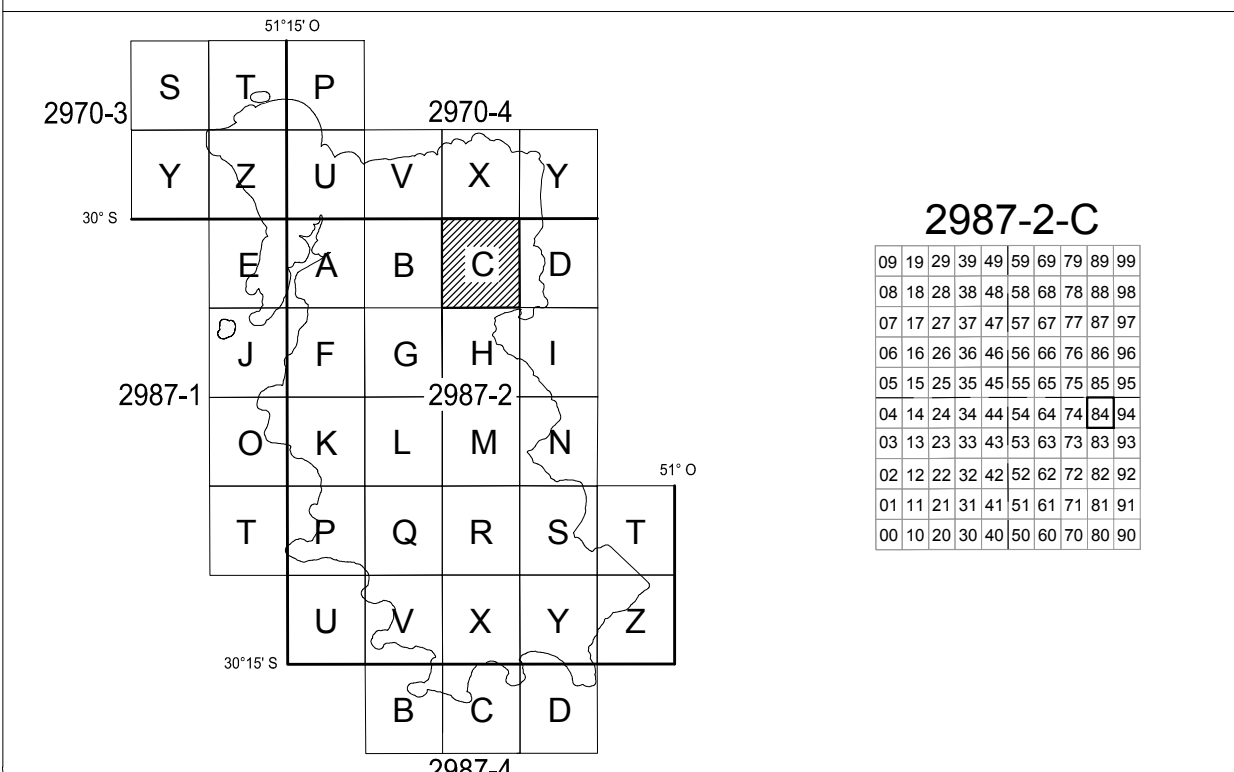 51°15' O
S T P
2970-3
2970-4
Y Z U V X Y
30° S
E A B C D
J F G H I
2987-1
2987-2
O K L M N
51° O
T P Q R S T
U V X Y Z
30°15' S
B C D
2987-4
2987-2-C
09 19 29 39 49 59 69 79 89 99
08 18 28 38 48 58 68 78 88 98
07 17 27 37 47 57 67 77 87 97
06 16 26 36 46 56 66 76 86 96
05 15 25 35 45 55 65 75 85 95
04 14 24 34 44 54 64 74 84 94
03 13 23 33 43 53 63 73 83 93
02 12 22 32 42 52 62 72 82 92
01 11 21 31 41 51 61 71 81 91
00 10 20 30 40 50 60 70 80 90